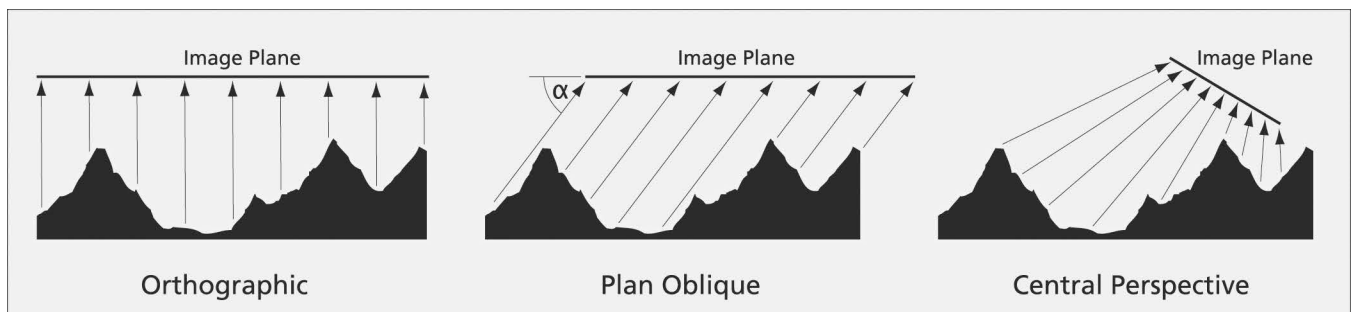 Image Plane
Image Plane
Image Plane
α
Orthographic
Plan Oblique
Central Perspective